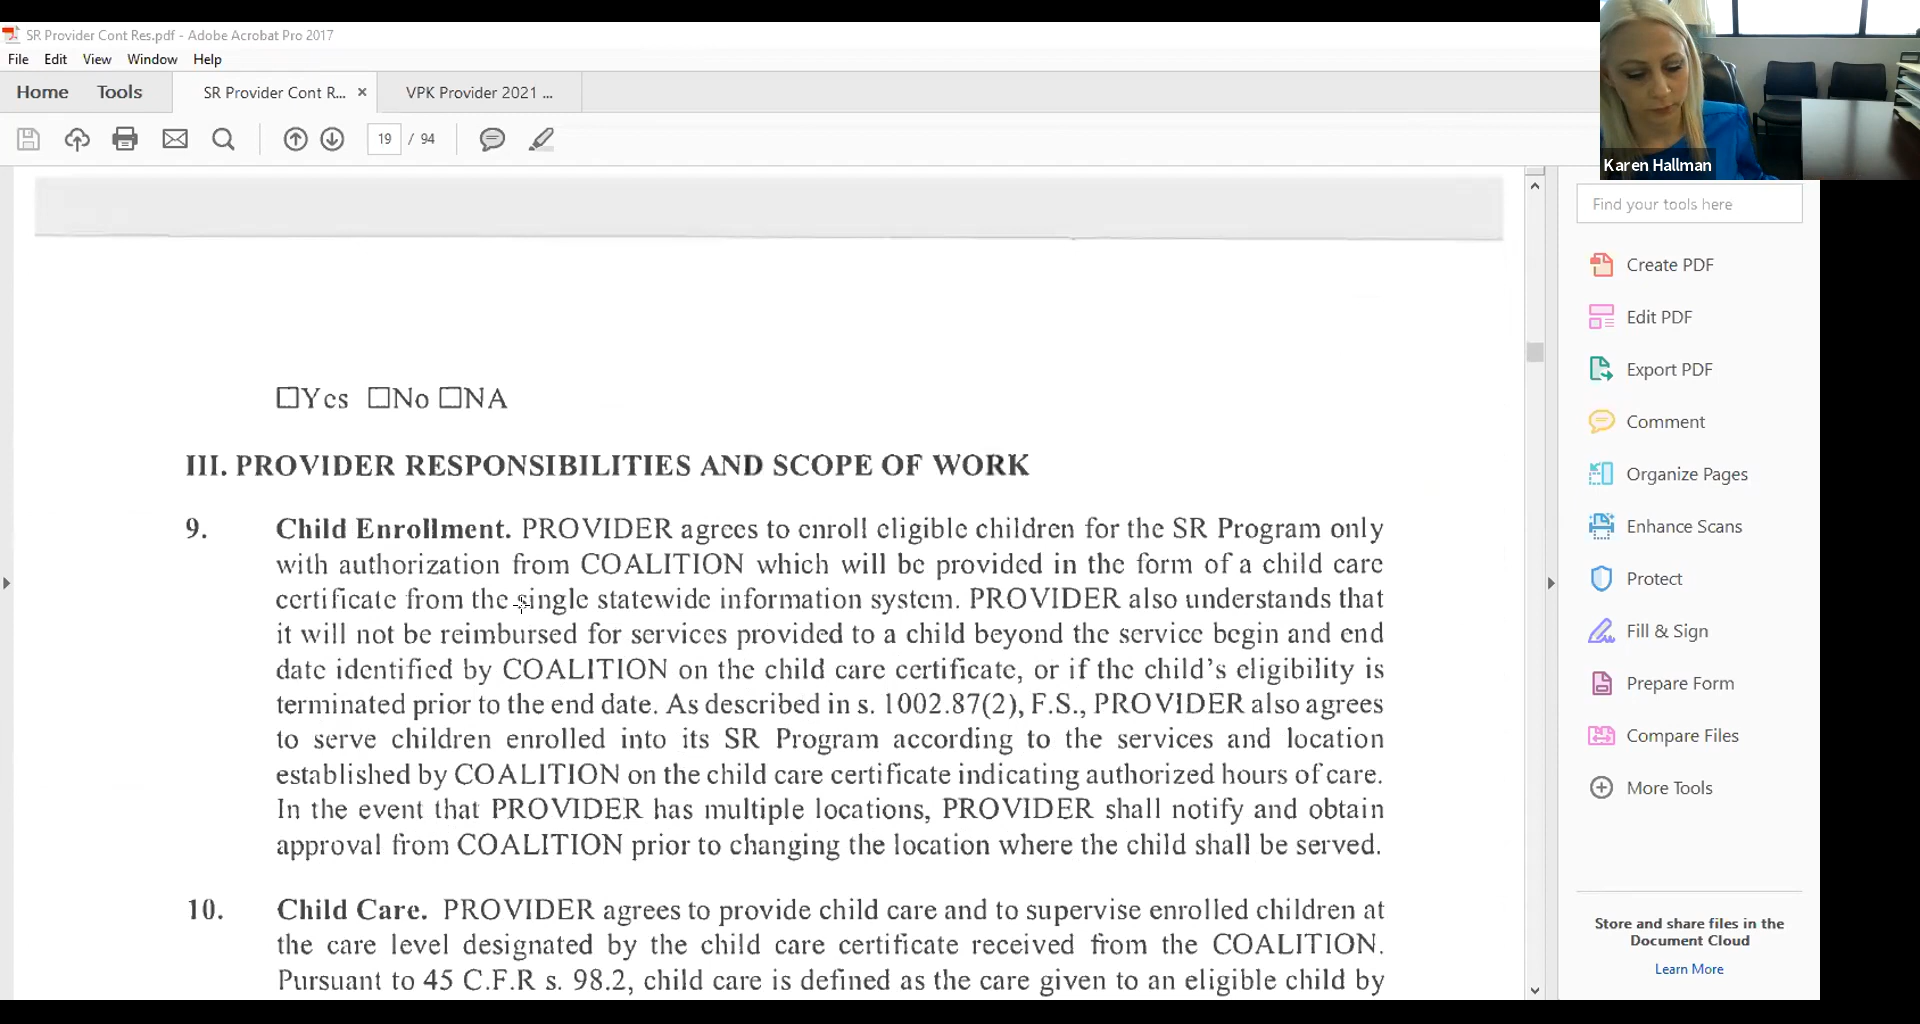 SR Provider Cont Res.pdf - Adobe Acrobat Pro 2017
File Edit View Window Help
Home Tools SR Provider Cont R... × VPK Provider 2021 ...
19 / 94
Karen Hallman
☐Yes ☐No ☐NA
III. PROVIDER RESPONSIBILITIES AND SCOPE OF WORK
9. Child Enrollment. PROVIDER agrees to enroll eligible children for the SR Program only
with authorization from COALITION which will be provided in the form of a child care
certificate from the single statewide information system. PROVIDER also understands that
it will not be reimbursed for services provided to a child beyond the service begin and end
date identified by COALITION on the child care certificate, or if the child's eligibility is
terminated prior to the end date. As described in s. 1002.87(2), F.S., PROVIDER also agrees
to serve children enrolled into its SR Program according to the services and location
established by COALITION on the child care certificate indicating authorized hours of care.
In the event that PROVIDER has multiple locations, PROVIDER shall notify and obtain
approval from COALITION prior to changing the location where the child shall be served.
10. Child Care. PROVIDER agrees to provide child care and to supervise enrolled children at
the care level designated by the child care certificate received from the COALITION.
Pursuant to 45 C.F.R s. 98.2, child care is defined as the care given to an eligible child by
Find your tools here
Create PDF
Edit PDF
Export PDF
Comment
Organize Pages
Enhance Scans
Protect
Fill & Sign
Prepare Form
Compare Files
More Tools
Store and share files in the
Document Cloud
Learn More